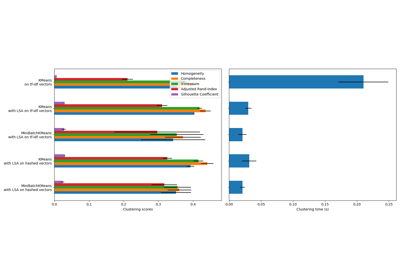 Homogeneity
Completeness
V-measure
Adjusted Rand-Index
Silhouette Coefficient
KMeans
on tf-idf vectors
KMeans
with LSA on tf-idf vectors
MiniBatchKMeans
with LSA on tf-idf vectors
KMeans
with LSA on hashed vectors
MiniBatchKMeans
with LSA on hashed vectors
0.0 0.1 0.2 0.3 0.4
Clustering scores
0.00 0.05 0.10 0.15 0.20 0.25
Clustering time (s)